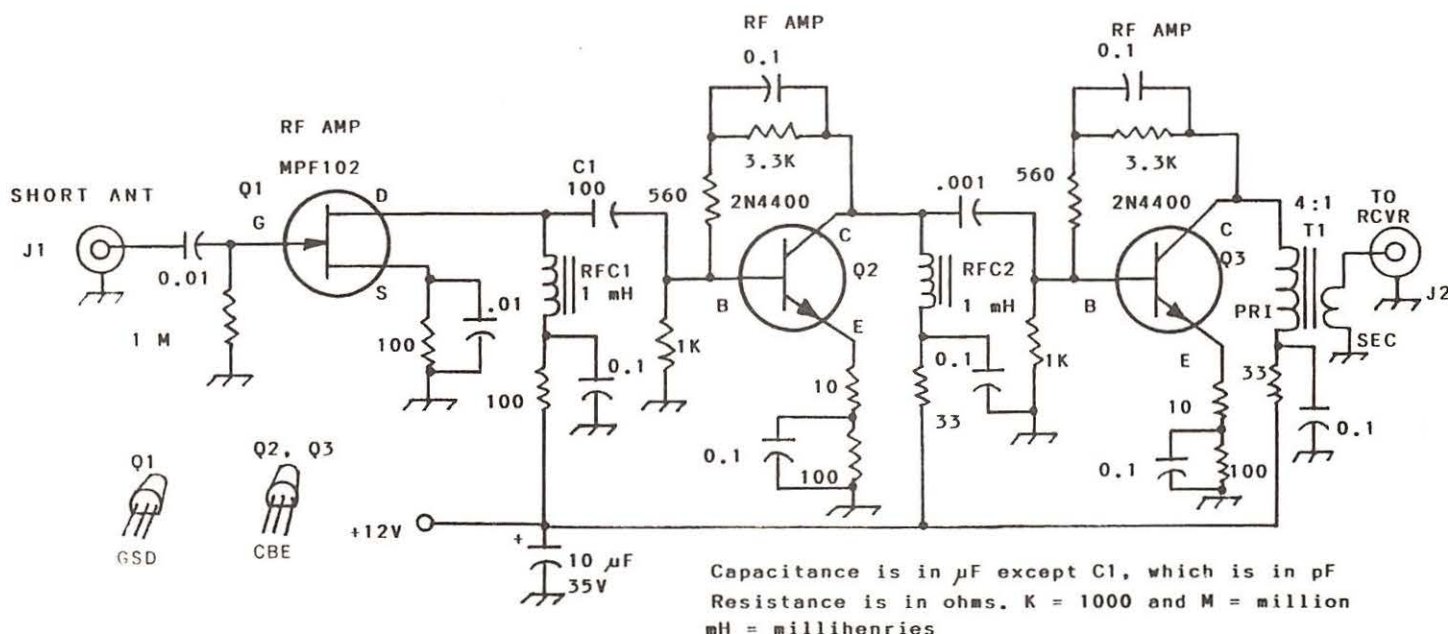 RF AMP
0.1
3.3K
RF AMP
0.1
3.3K
RF AMP
MPF102
Q1
G
D
S
SHORT ANT
J1
0.01
1 M
100
.01
C1
100
RFC1
1 mH
100
0.1
560
2N4400
C
Q2
B
E
1K
10
0.1
100
.001
RFC2
1 mH
33
0.1
560
2N4400
C
Q3
B
E
1K
10
0.1
100
4:1
T1
PRI
SEC
33
0.1
TO
RCVR
J2
Q1
GSD
Q2, Q3
CBE
+12V
+
10 µF
35V
Capacitance is in µF except C1, which is in pF
Resistance is in ohms. K = 1000 and M = million
mH = millihenries